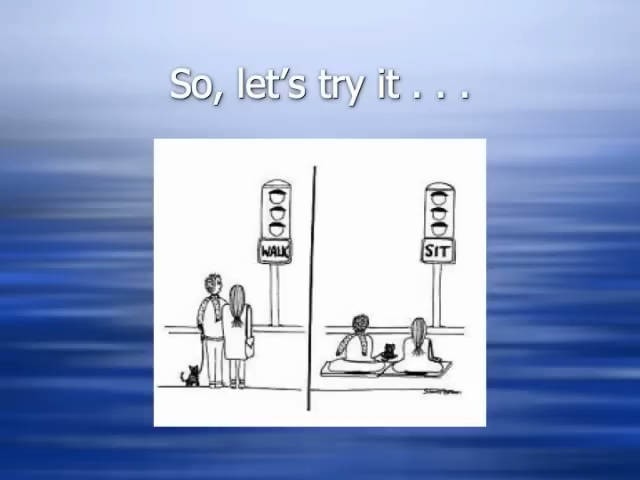 So, let's try it . . .
WALK
SIT